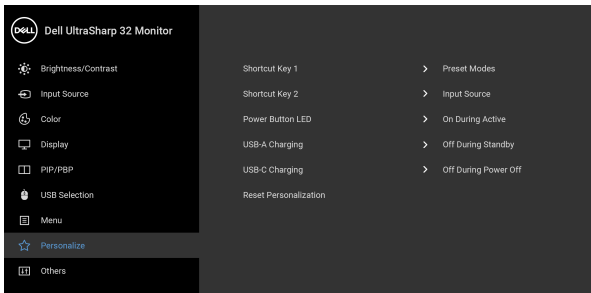 DELL Dell UltraSharp 32 Monitor
Brightness/Contrast
Input Source
Color
Display
PIP/PBP
USB Selection
Menu
Personalize
Others
Shortcut Key 1 > Preset Modes
Shortcut Key 2 > Input Source
Power Button LED > On During Active
USB-A Charging > Off During Standby
USB-C Charging > Off During Power Off
Reset Personalization